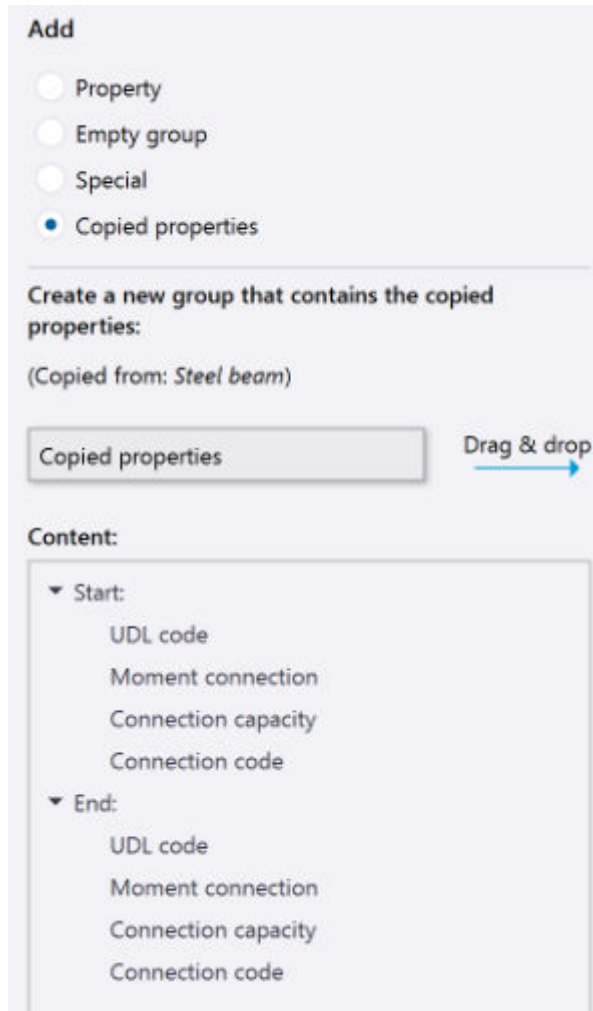 Add
Property
Empty group
Special
Copied properties
Create a new group that contains the copied
properties:
(Copied from: Steel beam)
Copied properties
Drag & drop
Content:
Start:
UDL code
Moment connection
Connection capacity
Connection code
End:
UDL code
Moment connection
Connection capacity
Connection code